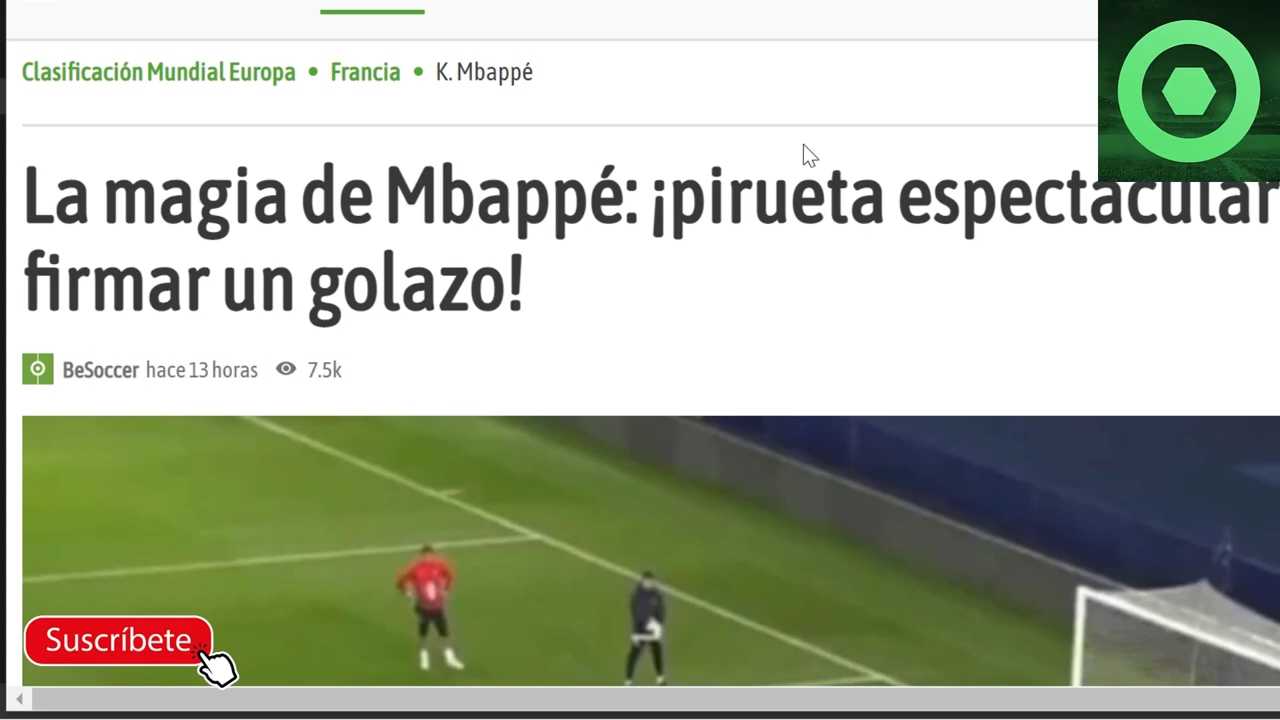 Clasificación Mundial Europa • Francia • K. Mbappé
La magia de Mbappé: ¡pirueta espectacular
firmar un golazo!
BeSoccer hace 13 horas 7.5k
Suscríbete